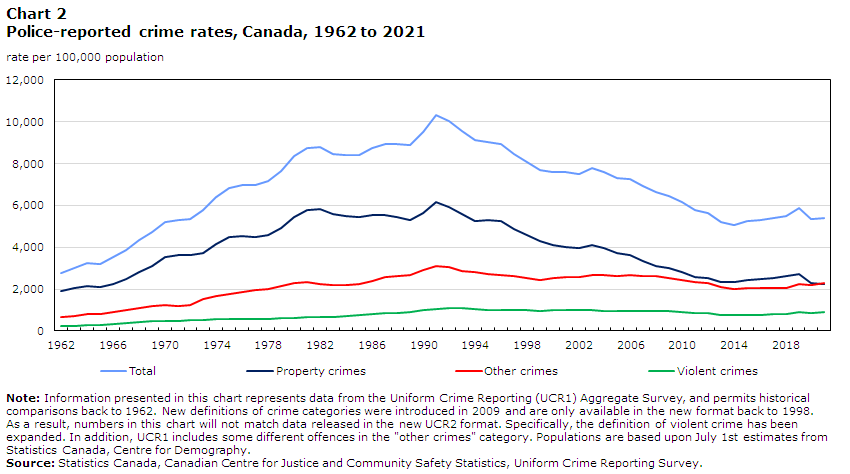 Chart 2
Police-reported crime rates, Canada, 1962 to 2021
rate per 100,000 population
12,000
10,000
8,000
6,000
4,000
2,000
0
1962 1966 1970 1974 1978 1982 1986 1990 1994 1998 2002 2006 2010 2014 2018
Total Property crimes Other crimes Violent crimes
Note: Information presented in this chart represents data from the Uniform Crime Reporting (UCR1) Aggregate Survey, and permits historical
comparisons back to 1962. New definitions of crime categories were introduced in 2009 and are only available in the new format back to 1998.
As a result, numbers in this chart will not match data released in the new UCR2 format. Specifically, the definition of violent crime has been
expanded. In addition, UCR1 includes some different offences in the "other crimes" category. Populations are based upon July 1st estimates from
Statistics Canada, Centre for Demography.
Source: Statistics Canada, Canadian Centre for Justice and Community Safety Statistics, Uniform Crime Reporting Survey.